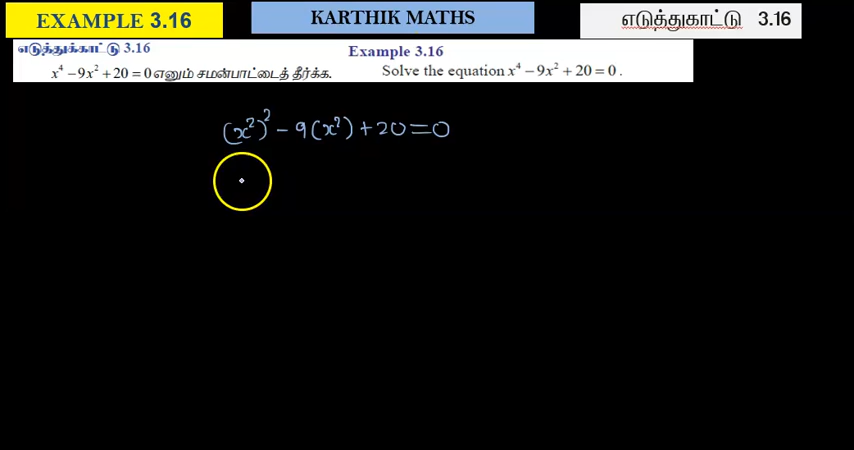 EXAMPLE 3.16
KARTHIK MATHS
எடுத்துகாட்டு 3.16
எடுத்துக்காட்டு 3.16
Example 3.16
x⁴ − 9x² + 20 = 0 எனும் சமன்பாட்டைத் தீர்க்க.
Solve the equation x⁴ − 9x² + 20 = 0 .
(x²)² − 9(x²) + 20 = 0